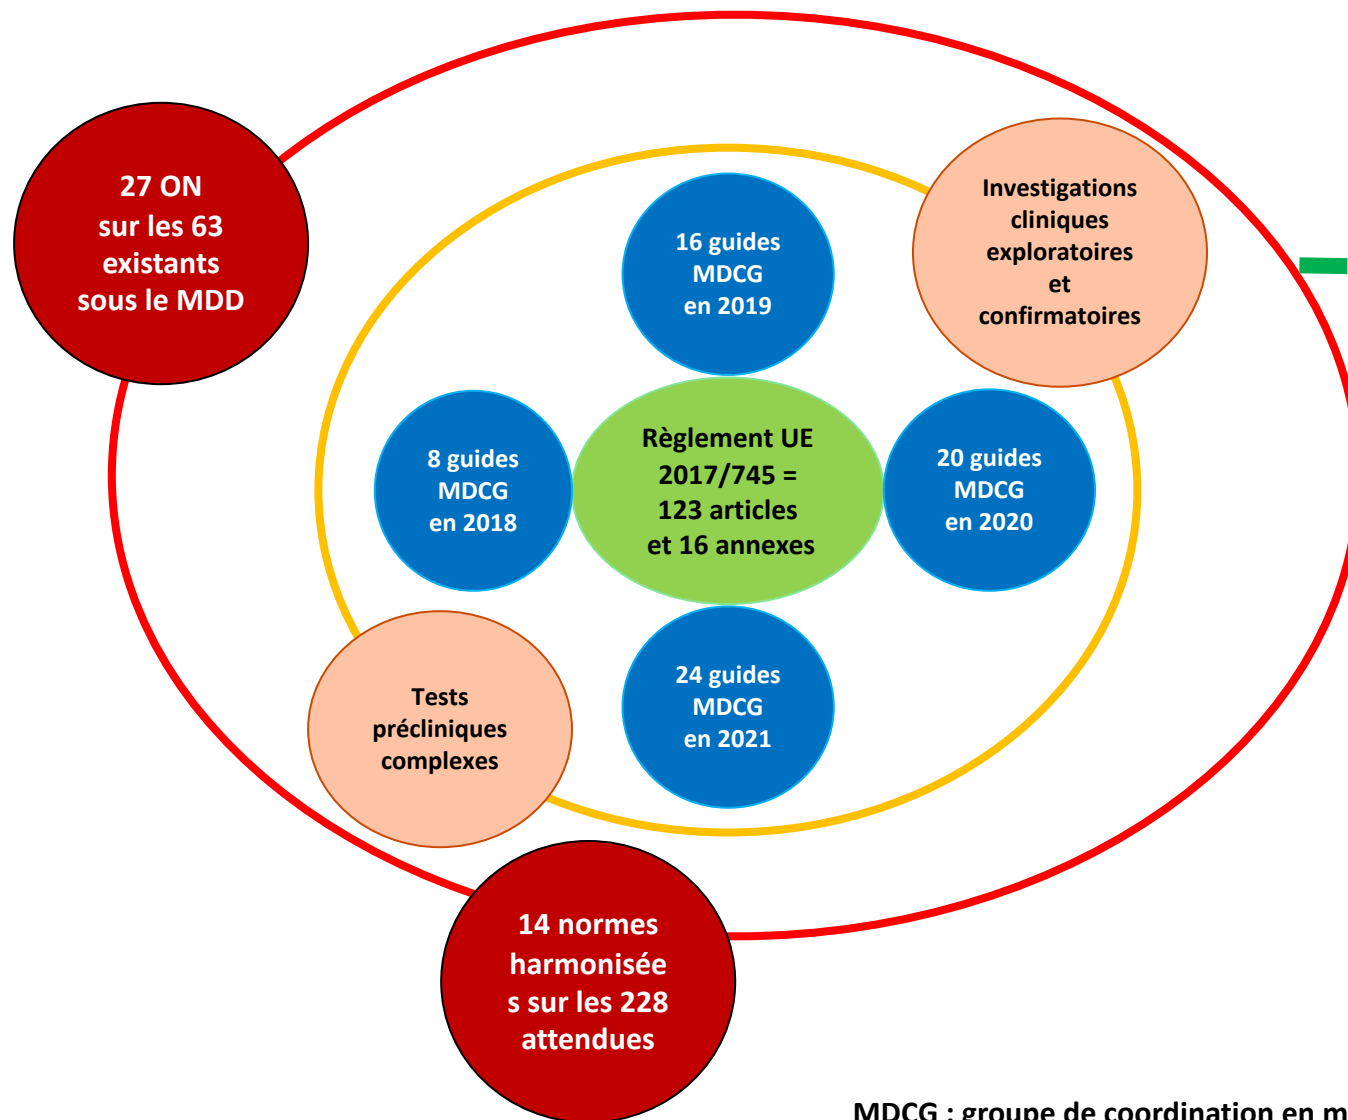 27 ON
sur les 63
existants
sous le MDD
Investigations
cliniques
exploratoires
et
confirmatoires
16 guides
MDCG
en 2019
8 guides
MDCG
en 2018
Règlement UE
2017/745 =
123 articles
et 16 annexes
20 guides
MDCG
en 2020
Tests
précliniques
complexes
24 guides
MDCG
en 2021
14 normes
harmonisée
s sur les 228
attendues
MDCG : groupe de coordination en m